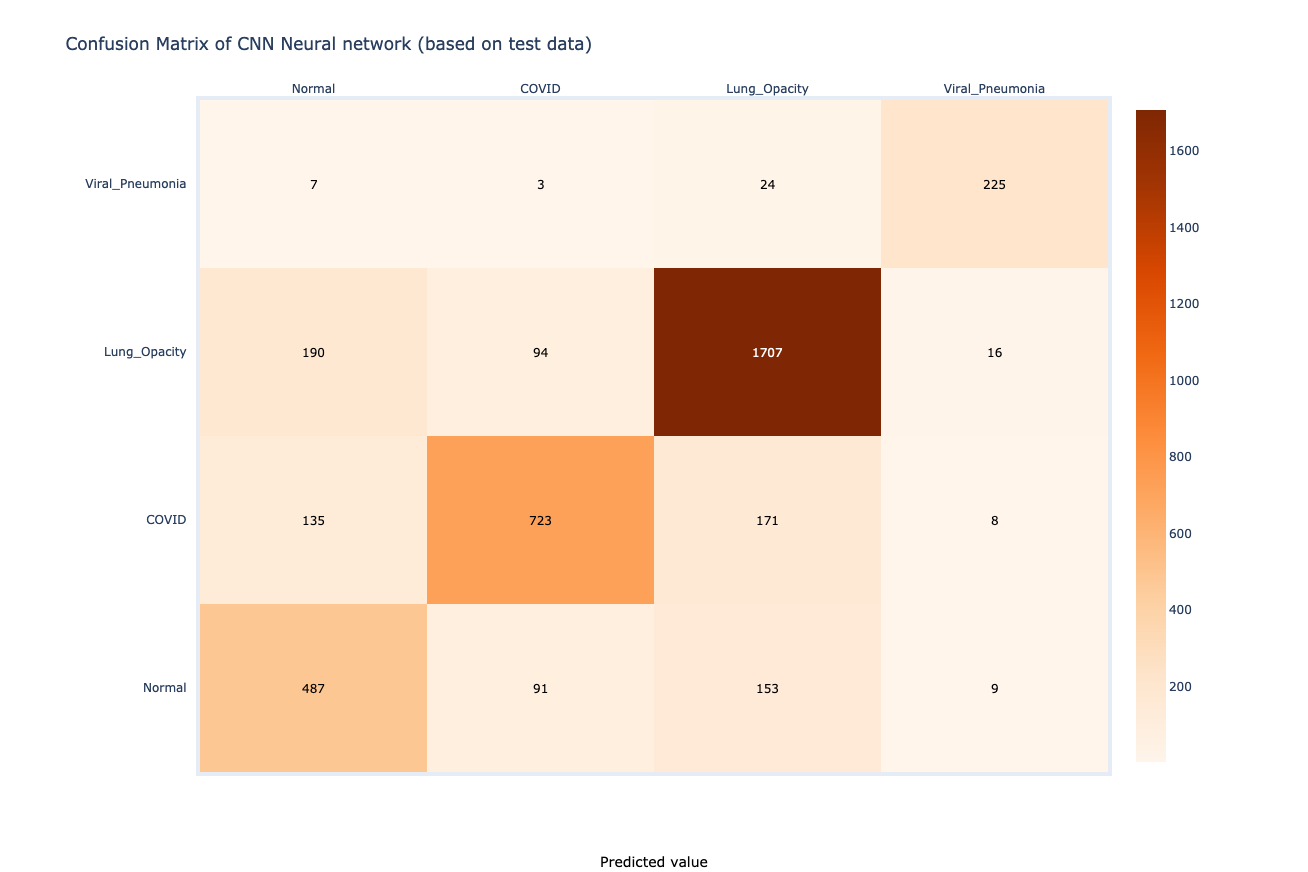 Confusion Matrix of CNN Neural network (based on test data)
Normal COVID Lung_Opacity Viral_Pneumonia
1600
Viral_Pneumonia 7 3 24 225
1400
1200
Lung_Opacity 190 94 1707 16
1000
800
COVID 135 723 171 8
600
400
Normal 487 91 153 9
200
Predicted value